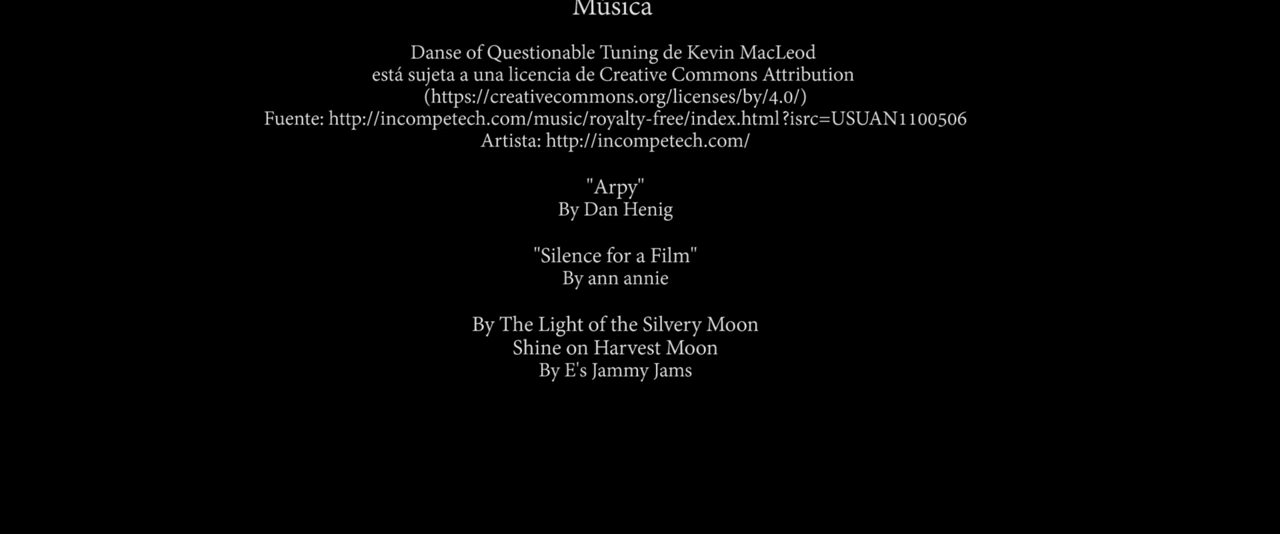 Música
Danse of Questionable Tuning de Kevin MacLeod
está sujeta a una licencia de Creative Commons Attribution
(https://creativecommons.org/licenses/by/4.0/)
Fuente: http://incompetech.com/music/royalty-free/index.html?isrc=USUAN1100506
Artista: http://incompetech.com/
"Arpy"
By Dan Henig
"Silence for a Film"
By ann annie
By The Light of the Silvery Moon
Shine on Harvest Moon
By E's Jammy Jams